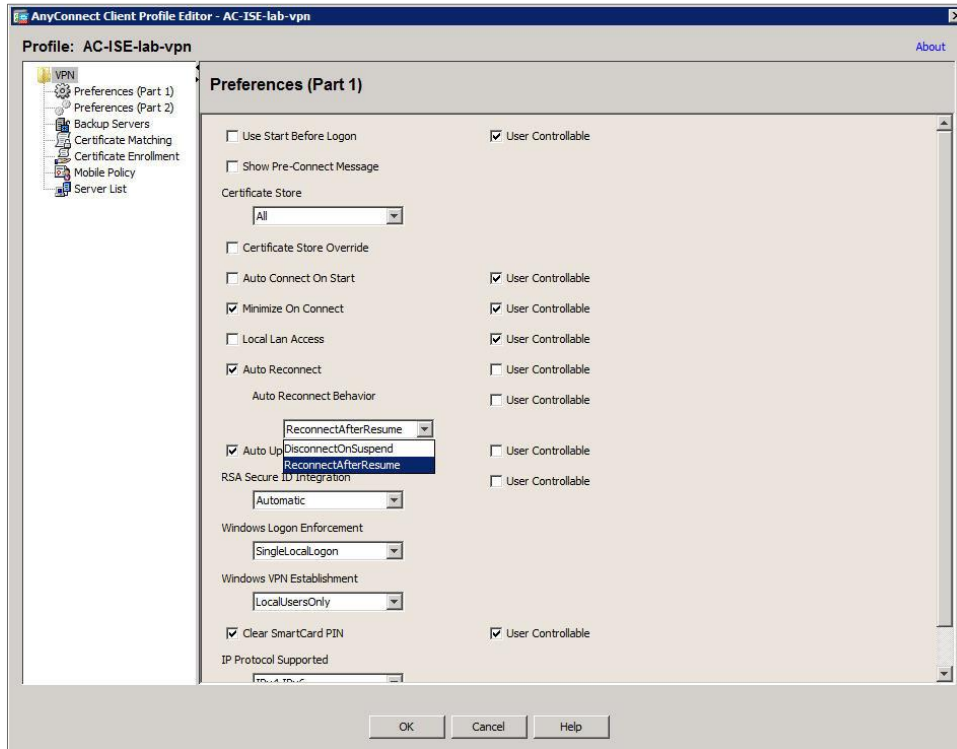 AnyConnect Client Profile Editor - AC-ISE-lab-vpn
Profile: AC-ISE-lab-vpn
About
VPN
Preferences (Part 1)
Preferences (Part 2)
Backup Servers
Certificate Matching
Certificate Enrollment
Mobile Policy
Server List
Preferences (Part 1)
Use Start Before Logon User Controllable
Show Pre-Connect Message
Certificate Store
All
Certificate Store Override
Auto Connect On Start User Controllable
Minimize On Connect User Controllable
Local Lan Access User Controllable
Auto Reconnect User Controllable
Auto Reconnect Behavior User Controllable
ReconnectAfterResume
Auto Up User Controllable
DisconnectOnSuspend
ReconnectAfterResume
RSA Secure ID Integration User Controllable
Automatic
Windows Logon Enforcement
SingleLocalLogon
Windows VPN Establishment
LocalUsersOnly
Clear SmartCard PIN User Controllable
IP Protocol Supported
OK Cancel Help